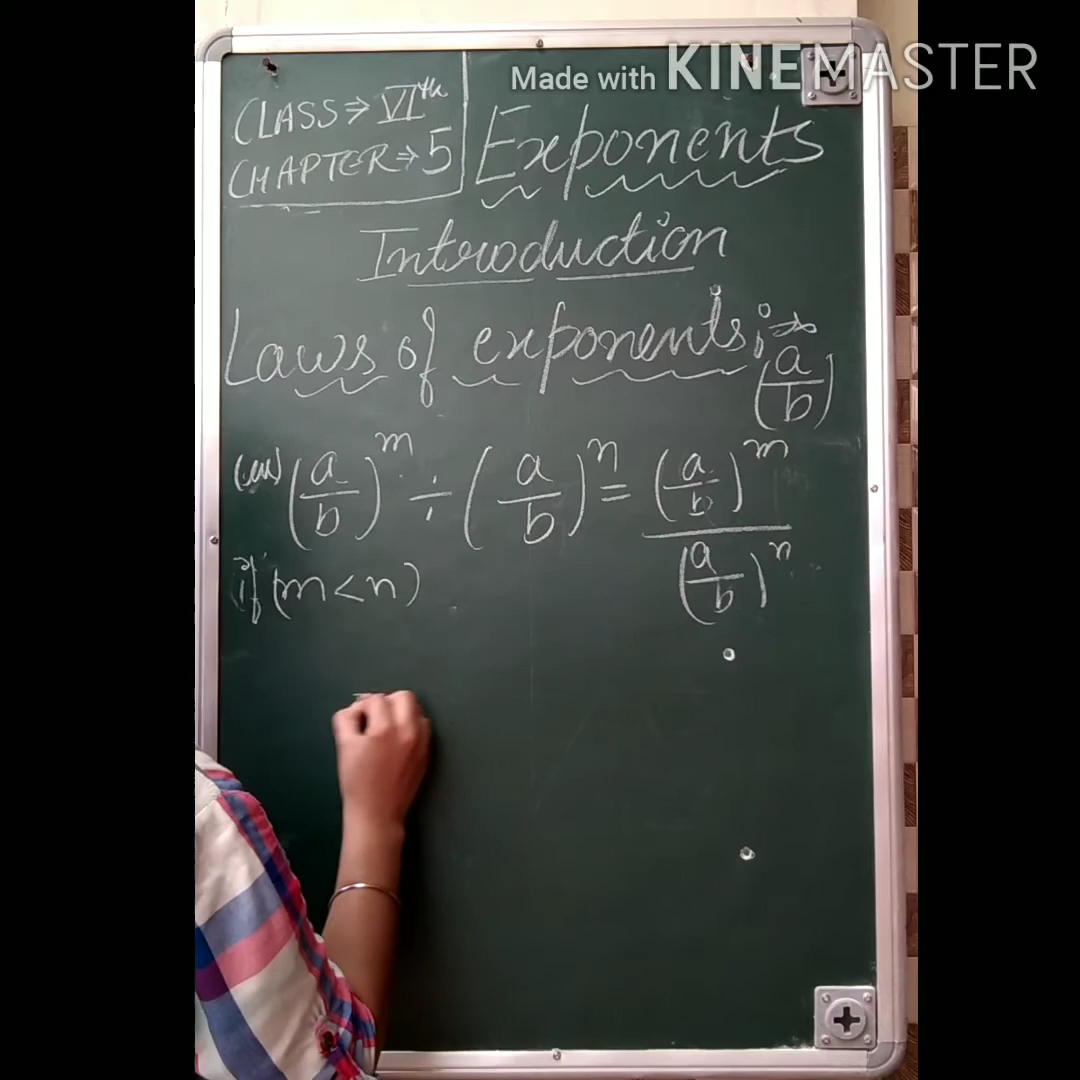 Made with KINEMASTER
CLASS ⇒ VIth
CHAPTER ⇒ 5
Exponents
Introduction
Laws of exponents :⇒
(a/b)
(a/b)^m ÷ (a/b)^n = (a/b)^m / (a/b)^n
if (m < n)